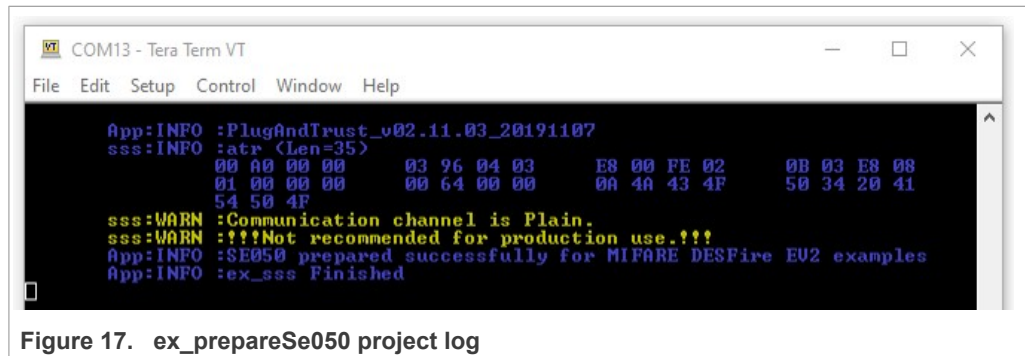 COM13 - Tera Term VT
File Edit Setup Control Window Help
App:INFO :PlugAndTrust_v02.11.03_20191107
sss:INFO :atr (Len=35)
00 A0 00 00 03 96 04 03 E8 00 FE 02 0B 03 E8 08
01 00 00 00 00 64 00 00 0A 4A 43 4F 50 34 20 41
54 50 4F
sss:WARN :Communication channel is Plain.
sss:WARN :!!!Not recommended for production use.!!!
App:INFO :SE050 prepared successfully for MIFARE DESFire EV2 examples
App:INFO :ex_sss Finished
Figure 17. ex_prepareSe050 project log